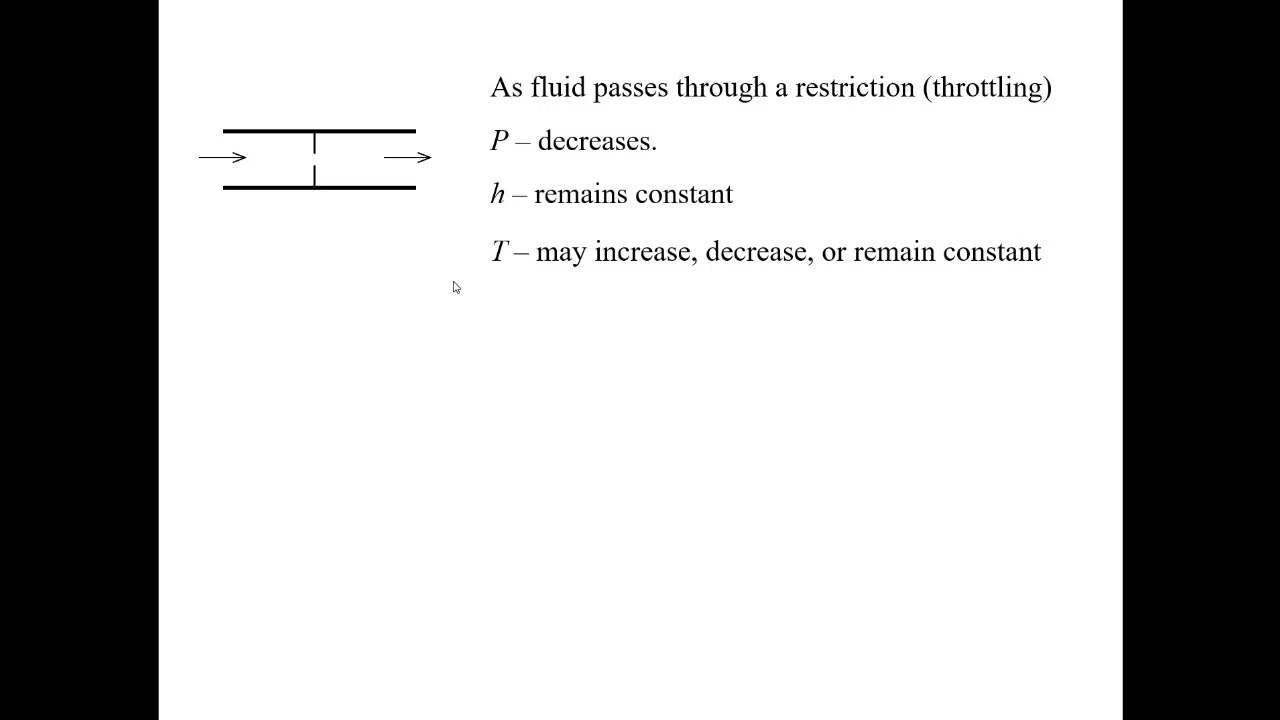 As fluid passes through a restriction (throttling)
P – decreases.
h – remains constant
T – may increase, decrease, or remain constant